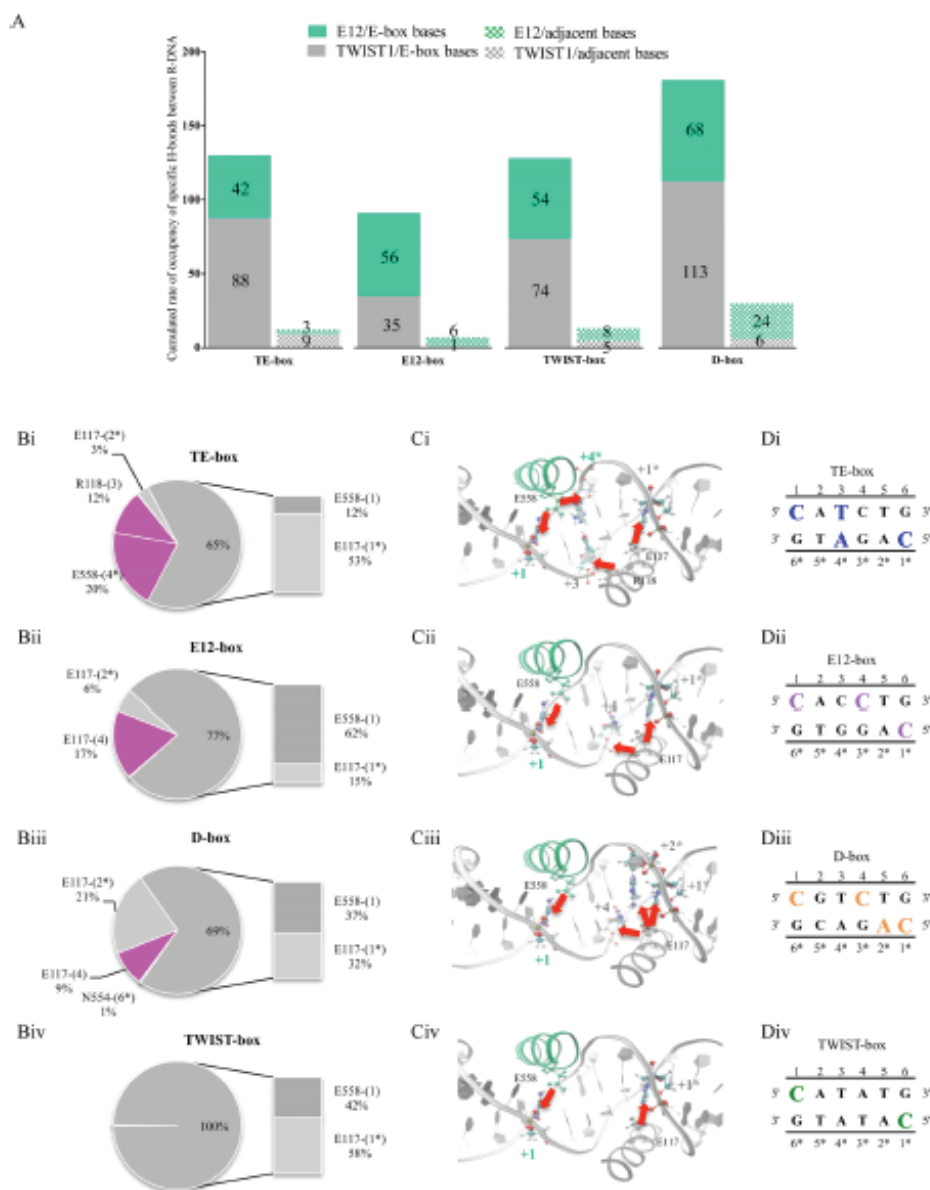 A
E12/E-box bases
E12/adjacent bases
TWIST1/E-box bases
TWIST1/adjacent bases
Cumulated rate of occupancy of specific H-bonds between R-DNA
200
150
100
50
0
42
88
3
9
56
35
6
1
54
74
8
5
68
113
24
6
TE-box
E12-box
TWIST-box
D-box
Bi
TE-box
E117-(2*)
3%
R118-(3)
12%
E558-(4*)
20%
65%
E558-(1)
12%
E117-(1*)
53%
Ci
+4*
+1*
E558
E117
R118
+3
+1
Di
TE-box
1 2 3 4 5 6
5' C A T C T G 3'
3' G T A G A C 5'
6* 5* 4* 3* 2* 1*
Bii
E12-box
E117-(2*)
6%
E117-(4)
17%
77%
E558-(1)
62%
E117-(1*)
15%
Cii
E558
+1*
+4
E117
+1
Dii
E12-box
1 2 3 4 5 6
5' C A C C T G 3'
3' G T G G A C 5'
6* 5* 4* 3* 2* 1*
Biii
D-box
E117-(2*)
21%
E117-(4)
9%
N554-(6*)
1%
69%
E558-(1)
37%
E117-(1*)
32%
Ciii
+2*
E558
+1*
+4
E117
+1
Diii
D-box
1 2 3 4 5 6
5' C G T C T G 3'
3' G C A G A C 5'
6* 5* 4* 3* 2* 1*
Biv
TWIST-box
100%
E558-(1)
42%
E117-(1*)
58%
Civ
E558
+1*
E117
+1
Div
TWIST-box
1 2 3 4 5 6
5' C A T A T G 3'
3' G T A T A C 5'
6* 5* 4* 3* 2* 1*